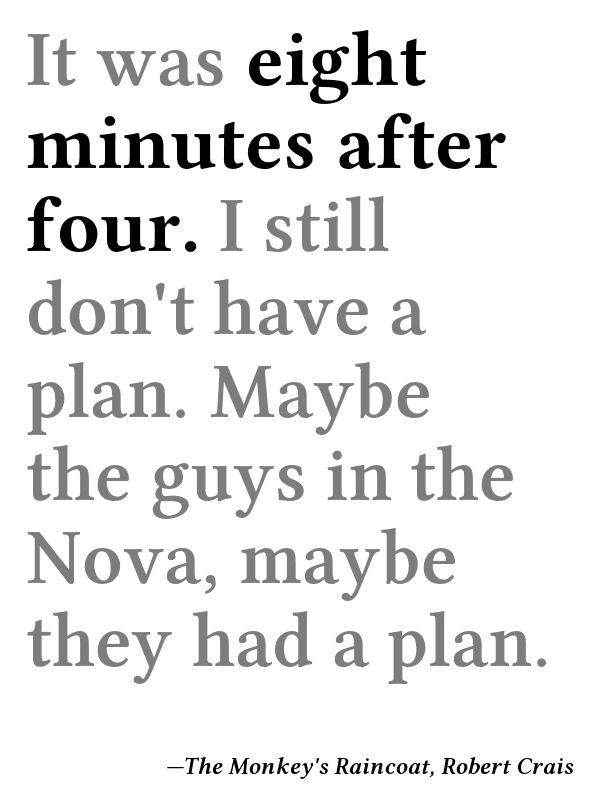 It was eight
minutes after
four. I still
don't have a
plan. Maybe
the guys in the
Nova, maybe
they had a plan.
—The Monkey's Raincoat, Robert Crais